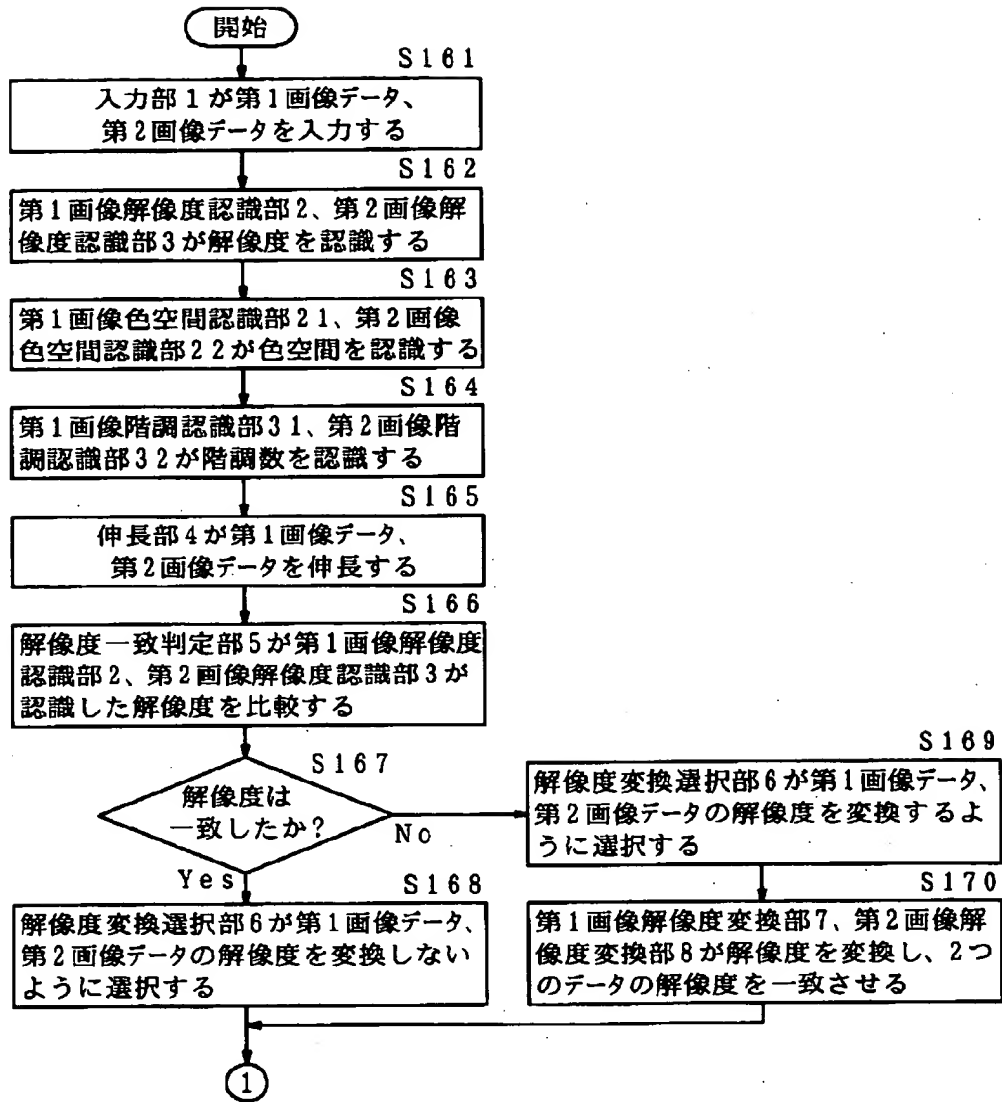 開始
S161
入力部1が第1画像データ、
第2画像データを入力する
S162
第1画像解像度認識部2、第2画像解
像度認識部3が解像度を認識する
S163
第1画像色空間認識部21、第2画像
色空間認識部22が色空間を認識する
S164
第1画像階調認識部31、第2画像階
調認識部32が階調数を認識する
S165
伸長部4が第1画像データ、
第2画像データを伸長する
S166
解像度一致判定部5が第1画像解像度
認識部2、第2画像解像度認識部3が
認識した解像度を比較する
S167
解像度は
一致したか?
No
Yes
S169
解像度変換選択部6が第1画像データ、
第2画像データの解像度を変換するよ
うに選択する
S170
第1画像解像度変換部7、第2画像解
像度変換部8が解像度を変換し、2つ
のデータの解像度を一致させる
S168
解像度変換選択部6が第1画像データ、
第2画像データの解像度を変換しない
ように選択する
1